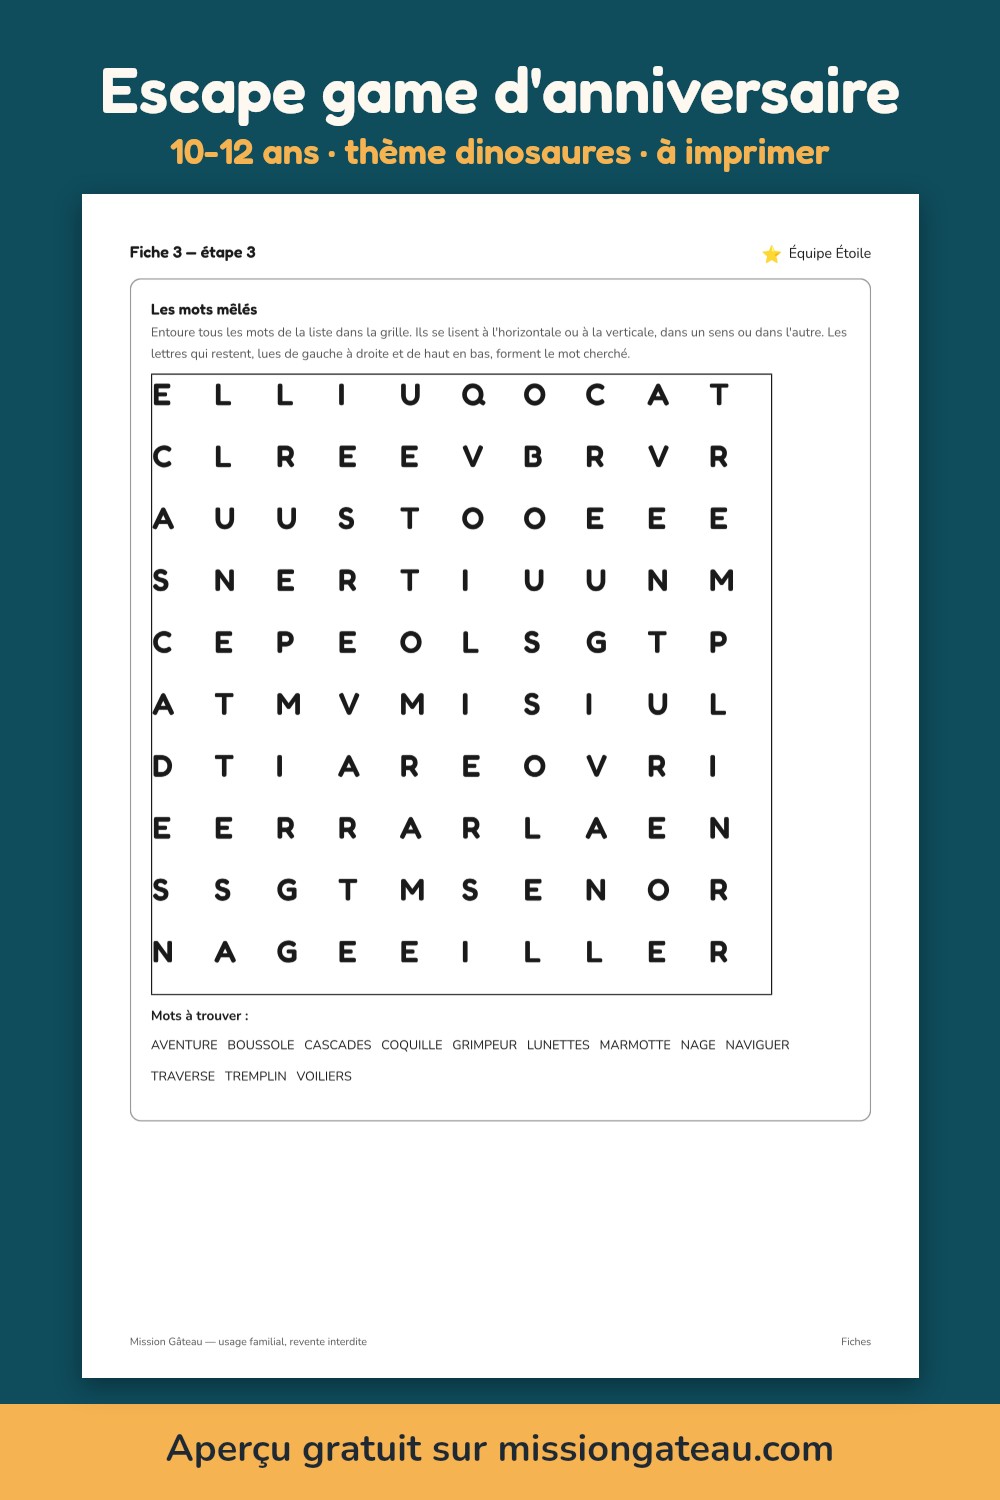 Escape game d'anniversaire
10-12 ans · thème dinosaures · à imprimer
Fiche 3 — étape 3
⭐ Équipe Étoile
Les mots mêlés
Entoure tous les mots de la liste dans la grille. Ils se lisent à l'horizontale ou à la verticale, dans un sens ou dans l'autre. Les
lettres qui restent, lues de gauche à droite et de haut en bas, forment le mot cherché.
E L L I U Q O C A T
C L R E E V B R V R
A U U S T O O E E E
S N E R T I U U N M
C E P E O L S G T P
A T M V M I S I U L
D T I A R E O V R I
E E R R A R L A E N
S S G T M S E N O R
N A G E E I L L E R
Mots à trouver :
AVENTURE BOUSSOLE CASCADES COQUILLE GRIMPEUR LUNETTES MARMOTTE NAGE NAVIGUER
TRAVERSE TREMPLIN VOILIERS
Mission Gâteau — usage familial, revente interdite
Fiches
Aperçu gratuit sur missiongateau.com